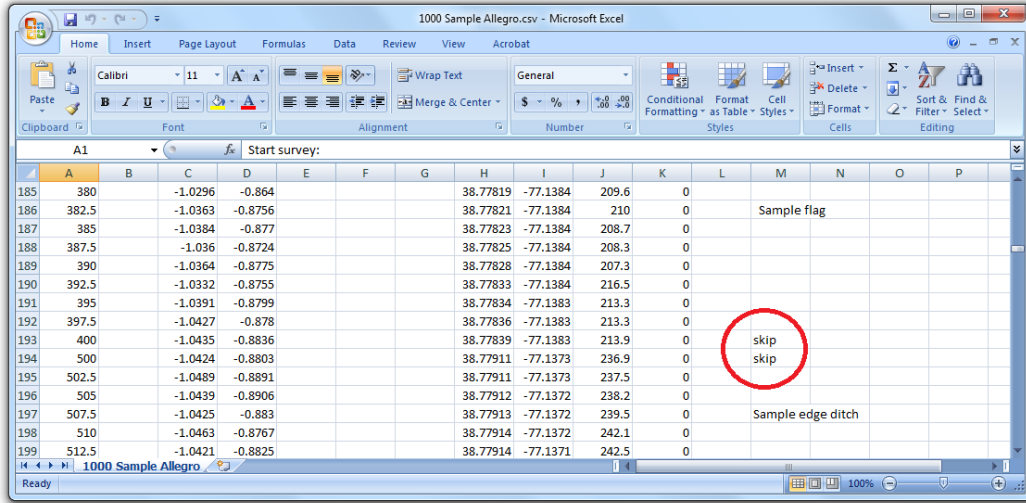 1000 Sample Allegro.csv - Microsoft Excel
Home Insert Page Layout Formulas Data Review View Acrobat
Paste
Calibri 11 A A
B I U A
Wrap Text
Merge & Center
General
$ % , .0 .00 .00 .0
Conditional Formatting
Format as Table
Cell Styles
Insert
Delete
Format
Σ
Sort & Filter
Find & Select
Clipboard Font Alignment Number Styles Cells Editing
A1 fx Start survey:
A B C D E F G H I J K L M N O P
185 380 -1.0296 -0.864 38.77819 -77.1384 209.6 0
186 382.5 -1.0363 -0.8756 38.77821 -77.1384 210 0 Sample flag
187 385 -1.0384 -0.877 38.77823 -77.1384 208.7 0
188 387.5 -1.036 -0.8724 38.77825 -77.1384 208.3 0
189 390 -1.0364 -0.8775 38.77828 -77.1384 207.3 0
190 392.5 -1.0332 -0.8755 38.77833 -77.1384 216.5 0
191 395 -1.0391 -0.8799 38.77834 -77.1383 213.3 0
192 397.5 -1.0427 -0.878 38.77836 -77.1383 213.3 0
193 400 -1.0435 -0.8836 38.77839 -77.1383 213.9 0 skip
194 500 -1.0424 -0.8803 38.77911 -77.1373 236.9 0 skip
195 502.5 -1.0489 -0.8891 38.77911 -77.1373 237.5 0
196 505 -1.0439 -0.8906 38.77912 -77.1372 238.2 0
197 507.5 -1.0425 -0.883 38.77913 -77.1372 239.5 0 Sample edge ditch
198 510 -1.0463 -0.8767 38.77914 -77.1372 242.1 0
199 512.5 -1.0421 -0.8825 38.77914 -77.1371 242.5 0
1000 Sample Allegro
Ready 100%